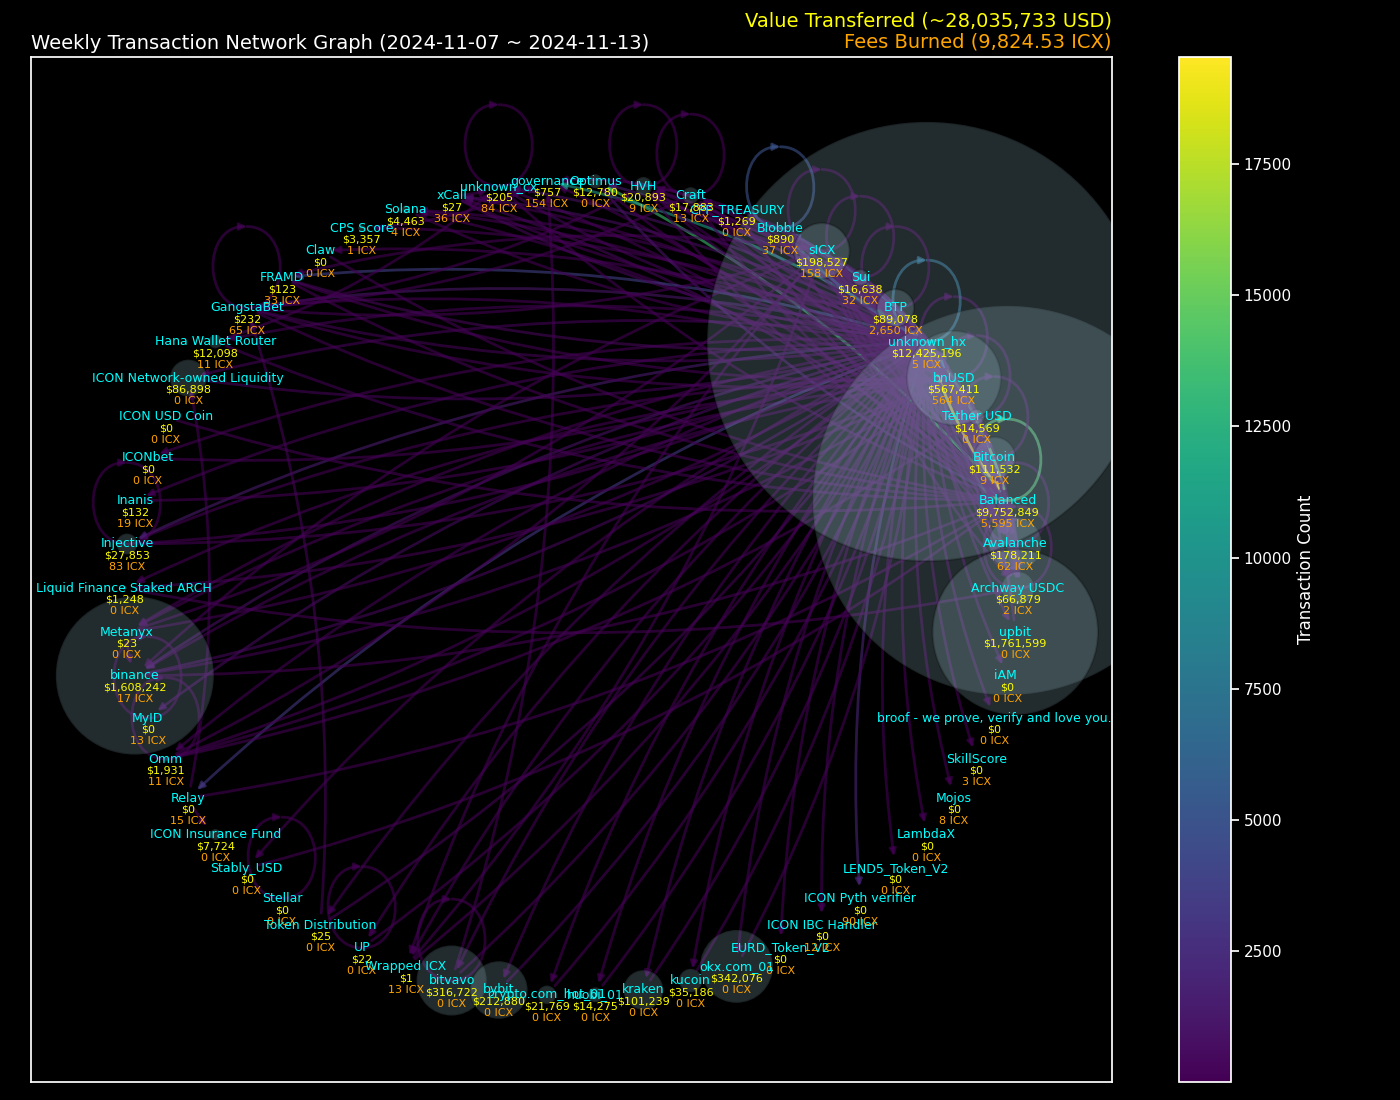 Value Transferred (~28,035,733 USD)
Weekly Transaction Network Graph (2024-11-07 ~ 2024-11-13)
Fees Burned (9,824.53 ICX)
governance
$757
154 ICX
Optimus
$12,780
0 ICX
HVH
$20,893
9 ICX
Craft
$17,883
13 ICX
TREASURY
$1,269
0 ICX
Blobble
$890
37 ICX
sICX
$198,527
158 ICX
Sui
$16,638
32 ICX
BTP
$89,078
2,650 ICX
unknown_hx
$12,425,196
5 ICX
bnUSD
$567,411
564 ICX
Tether USD
$14,569
0 ICX
Bitcoin
$111,532
9 ICX
Balanced
$9,752,849
5,595 ICX
Avalanche
$178,211
62 ICX
Archway USDC
$66,879
2 ICX
upbit
$1,761,599
0 ICX
iAM
$0
0 ICX
broof - we prove, verify and love you.
$0
0 ICX
SkillScore
$0
3 ICX
Mojos
$0
8 ICX
LambdaX
$0
0 ICX
LEND5_Token_V2
$0
0 ICX
ICON Pyth verifier
$0
90 ICX
ICON IBC Handler
$0
ICX
EURD_Token_V2
$0
0 ICX
okx.com_01
$342,076
0 ICX
kucoin
$35,186
0 ICX
kraken
$101,239
0 ICX
huobi_01
$14,275
0 ICX
crypto.com_hot_01
$21,769
0 ICX
bybit
$212,880
0 ICX
bitvavo
$316,722
0 ICX
Wrapped ICX
$1
13 ICX
UP
$22
0 ICX
Token Distribution
$25
0 ICX
Stellar
$0
0 ICX
Stably_USD
$0
0 ICX
ICON Insurance Fund
$7,724
0 ICX
Relay
$0
15 ICX
Omm
$1,931
11 ICX
MyID
$0
13 ICX
binance
$1,608,242
17 ICX
Metanyx
$23
0 ICX
Liquid Finance Staked ARCH
$1,248
0 ICX
Injective
$27,853
83 ICX
Inanis
$132
19 ICX
ICONbet
$0
0 ICX
ICON USD Coin
$0
0 ICX
ICON Network-owned Liquidity
$86,898
0 ICX
Hana Wallet Router
$12,098
11 ICX
GangstaBet
$232
65 ICX
FRAMD
$123
33 ICX
Claw
$0
0 ICX
CPS Score
$3,357
1 ICX
Solana
$4,463
4 ICX
xCall
$27
36 ICX
unknown_cx
$205
84 ICX
17500
15000
12500
10000
7500
5000
2500
Transaction Count